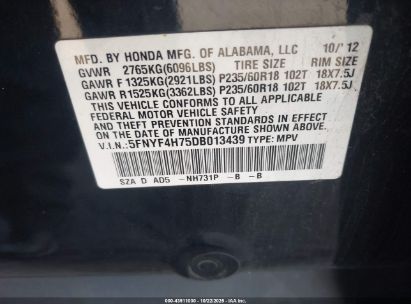 MFD. BY HONDA MFG. OF ALABAMA, LLC 10/ 12
GVWR 2765KG(6096LBS) TIRE SIZE RIM SIZE
GAWR F 1325KG(2921LBS) P235/60R18 102T 18X7.5J
GAWR R1525KG(3362LBS) P235/60R18 102T 18X7.5J
THIS VEHICLE CONFORMS TO ALL APPLICABLE
FEDERAL MOTOR VEHICLE SAFETY AND THEFT
PREVENTION STANDARDS IN EFFECT ON THE
DATE OF MANUFACTURE SHOWN ABOVE.
V.I.N.:5FNYF4H75DB013439 TYPE: MPV
SZA D AD5 -NH731P -B -B